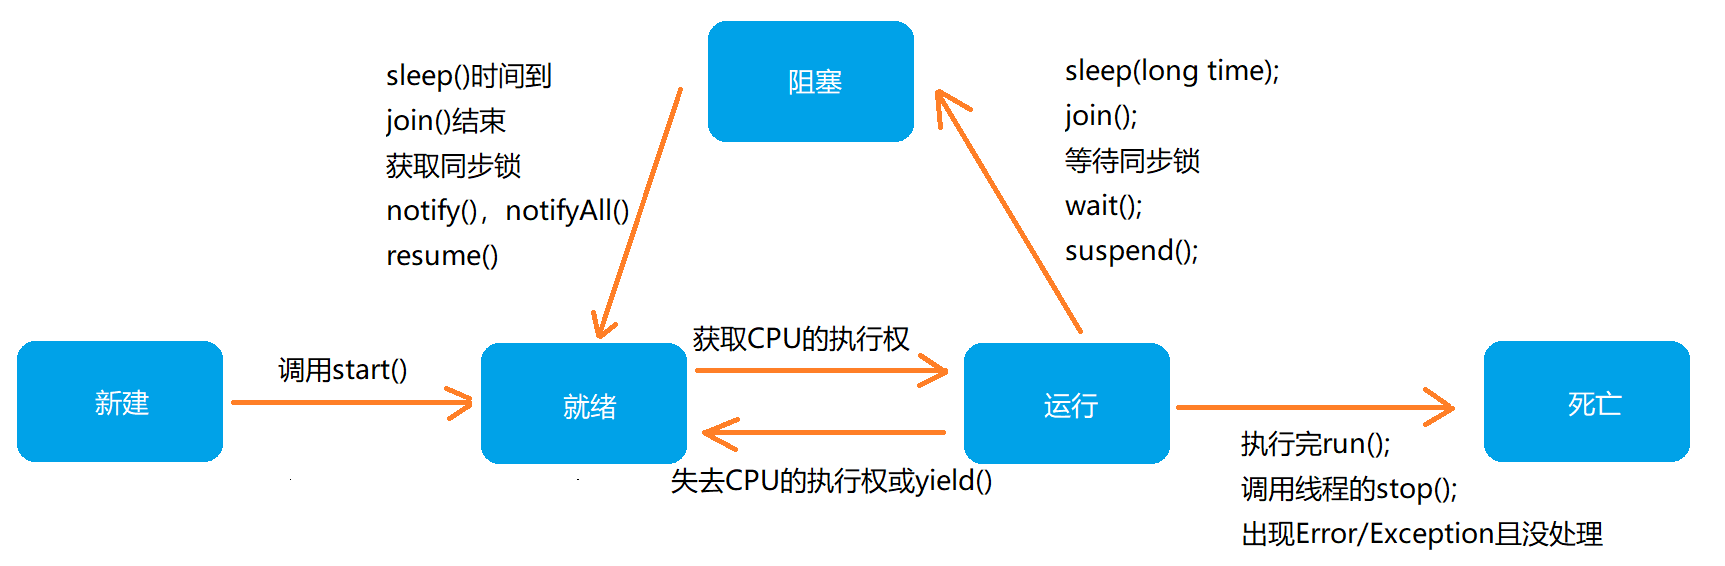 阻塞
sleep()时间到
join()结束
获取同步锁
notify()，notifyAll()
resume()
sleep(long time);
join();
等待同步锁
wait();
suspend();
新建
调用start()
就绪
获取CPU的执行权
失去CPU的执行权或yield()
运行
死亡
执行完run();
调用线程的stop();
出现Error/Exception且没处理